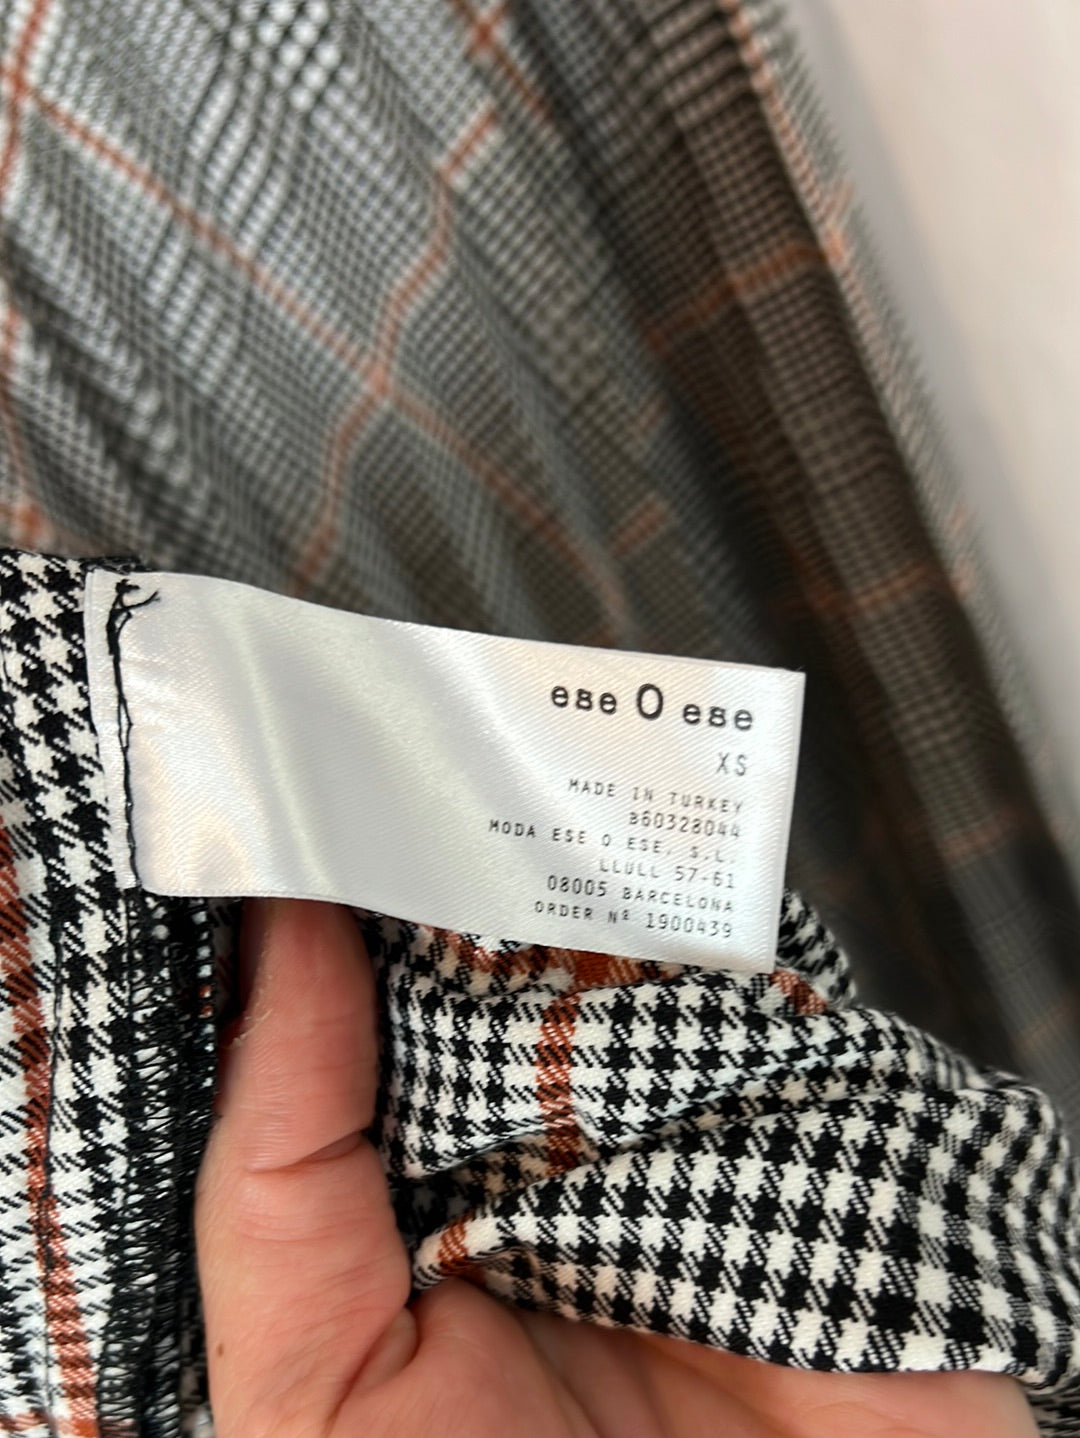 ese O ese
XS
MADE IN TURKEY
B60328044
MODA ESE O ESE, S.L.
LLULL 57-61
08005 BARCELONA
ORDER Nº 1900439